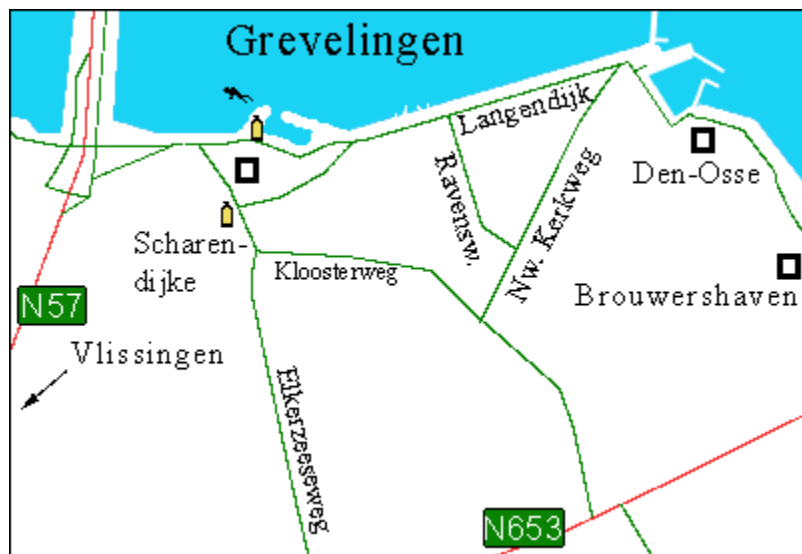 Grevelingen
Langendijk
Ravensw.
Nw. Kerkweg
Den-Osse
Scharen-
dijke
Kloosterweg
Brouwershaven
N57
Vlissingen
Elkerzeeseweg
N653